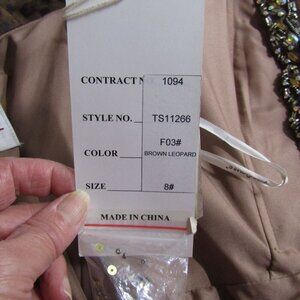 CONTRACT N 1094
STYLE NO. TS11266
F03#
COLOR BROWN LEOPARD
SIZE 8#
MADE IN CHINA